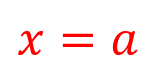 x = a